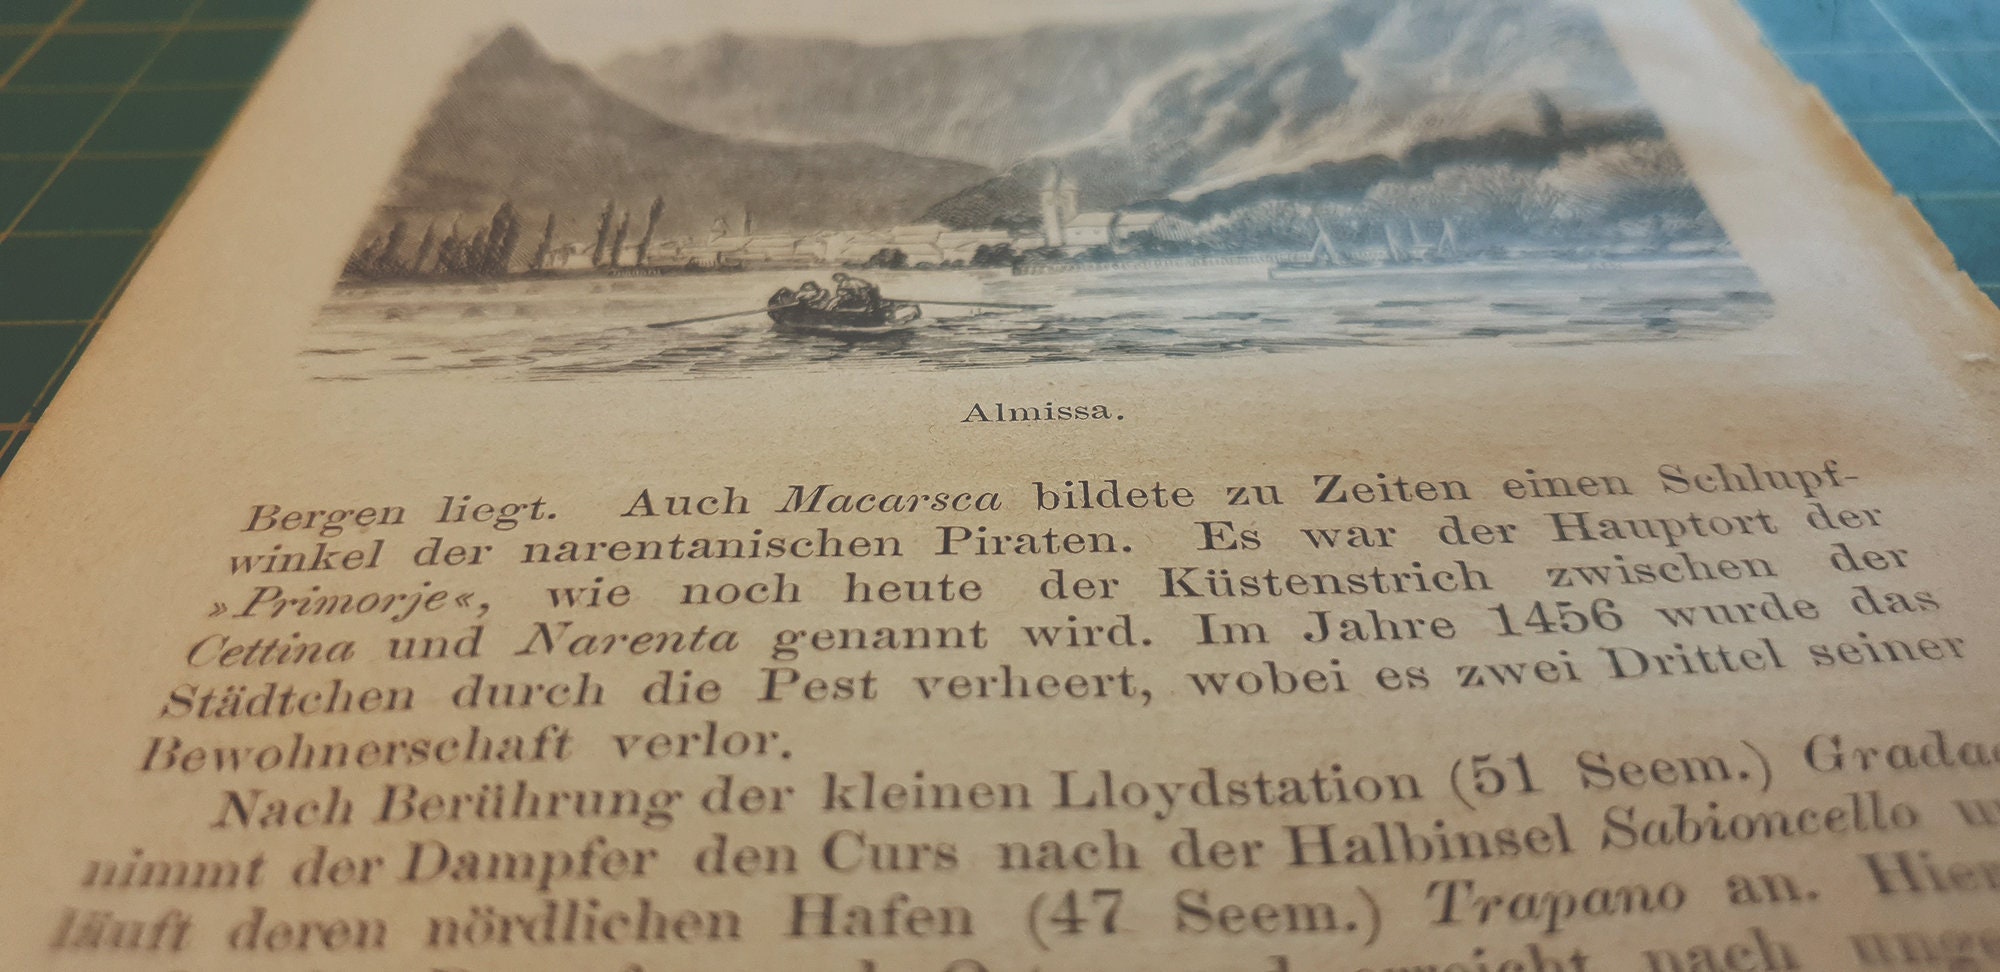 Almissa.
Bergen liegt. Auch Macarsca bildete zu Zeiten einen Schlupf-
winkel der narentanischen Piraten. Es war der Hauptort der
»Primorje«, wie noch heute der Küstenstrich zwischen der
Cettina und Narenta genannt wird. Im Jahre 1456 wurde das
Städtchen durch die Pest verheert, wobei es zwei Drittel seiner
Bewohnerschaft verlor.
Nach Berührung der kleinen Lloydstation (51 Seem.)
nimmt der Dampfer den Curs nach der Halbinsel Sabioncello
läuft deren nördlichen Hafen (47 Seem.) Trapano an.
nach